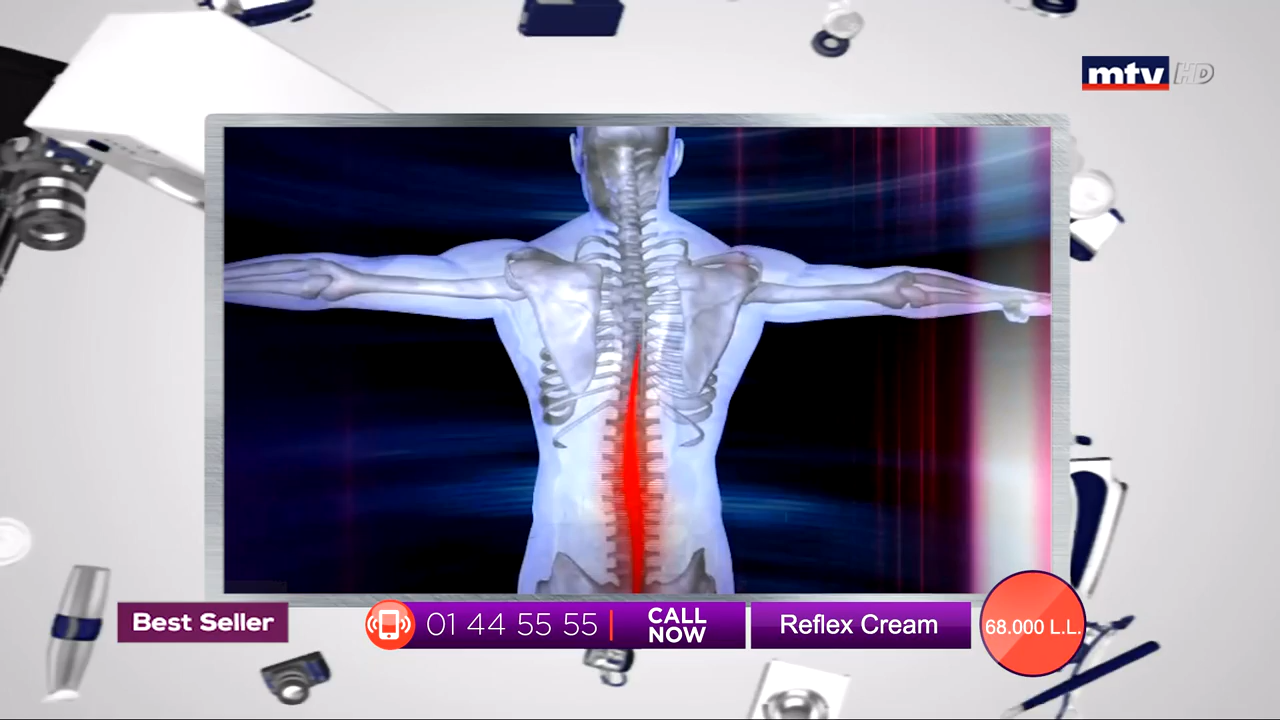 mtv HD
Best Seller
01 44 55 55
CALL
NOW
Reflex Cream
68.000 L.L.